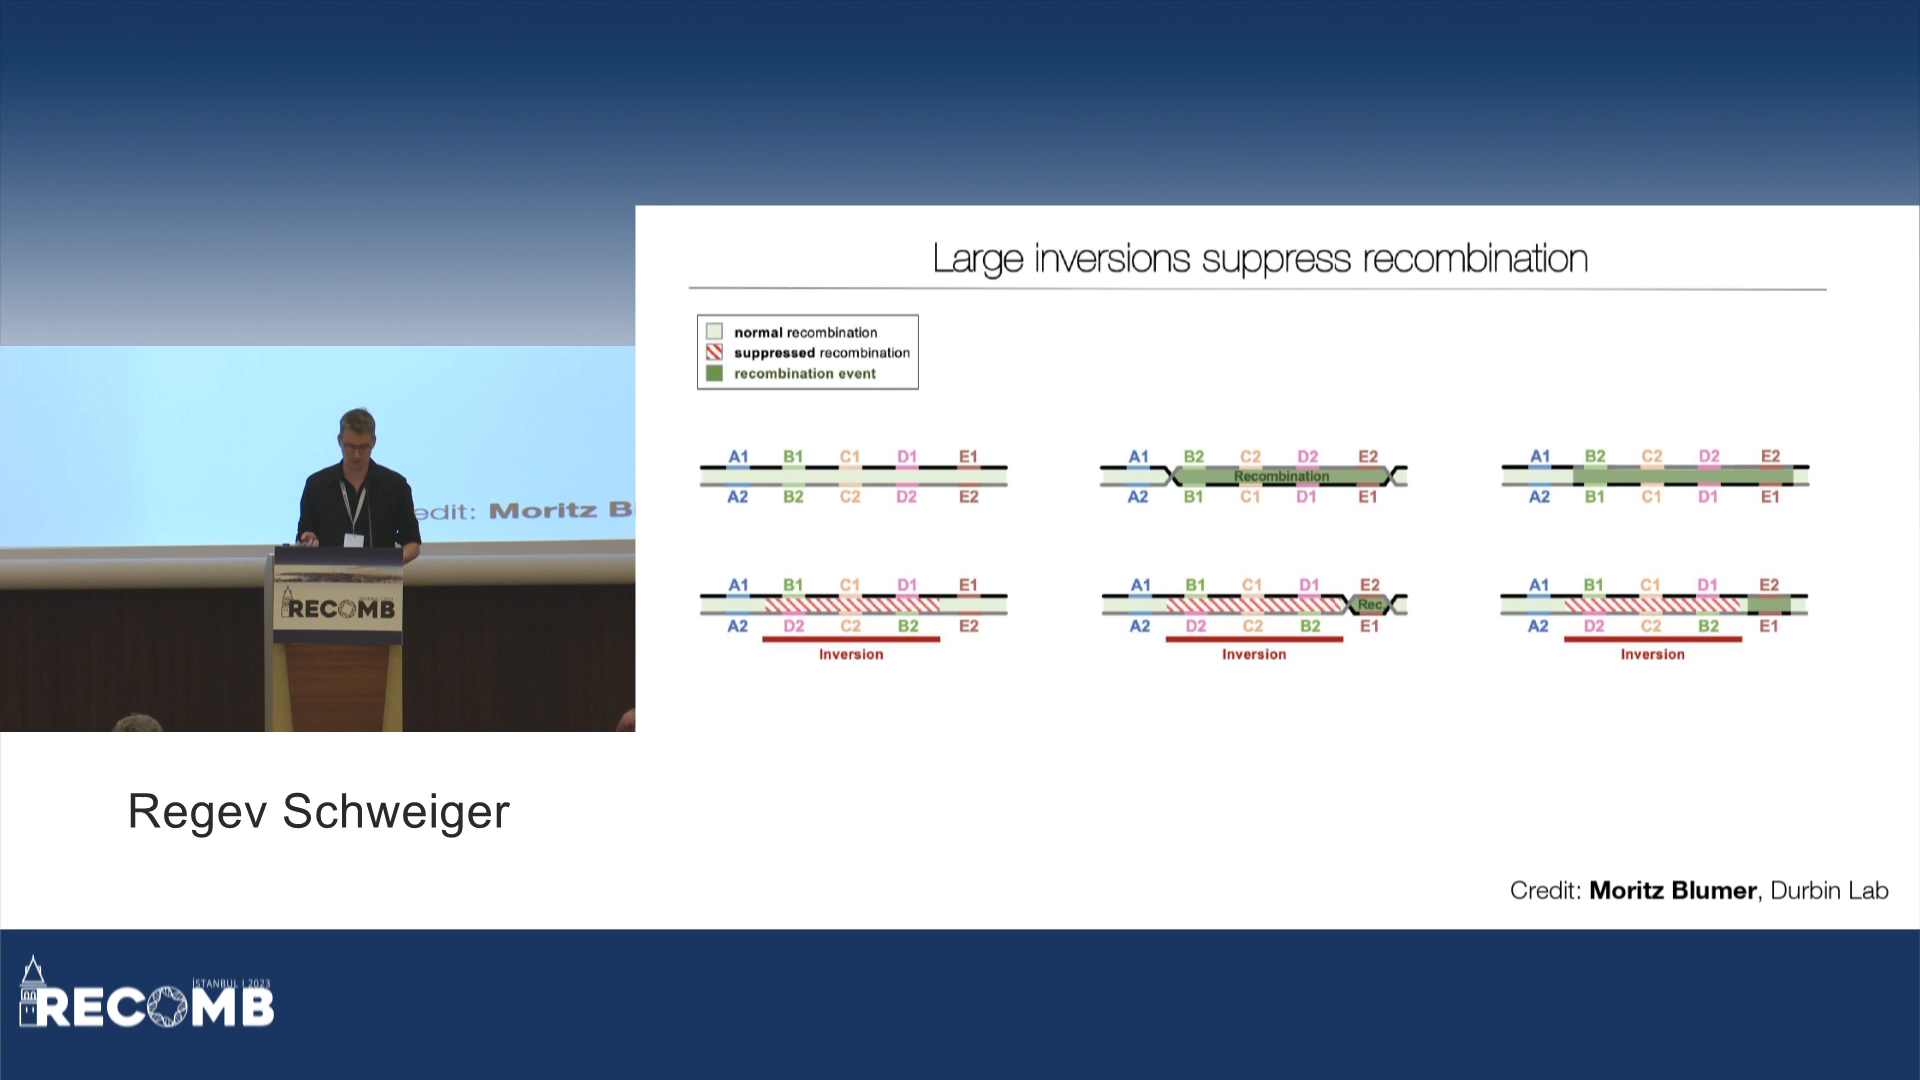 Large inversions suppress recombination
normal recombination
suppressed recombination
recombination event
A1 B1 C1 D1 E1
A2 B2 C2 D2 E2
A1 B2 C2 D2 E2
Recombination
A2 B1 C1 D1 E1
A1 B2 C2 D2 E2
A2 B1 C1 D1 E1
A1 B1 C1 D1 E1
A2 D2 C2 B2 E2
Inversion
A1 B1 C1 D1 E2
Rec.
A2 D2 C2 B2 E1
Inversion
A1 B1 C1 D1 E2
A2 D2 C2 B2 E1
Inversion
edit: Moritz B
RECOMB
Regev Schweiger
Credit: Moritz Blumer, Durbin Lab
İSTANBUL | 2023
RECOMB